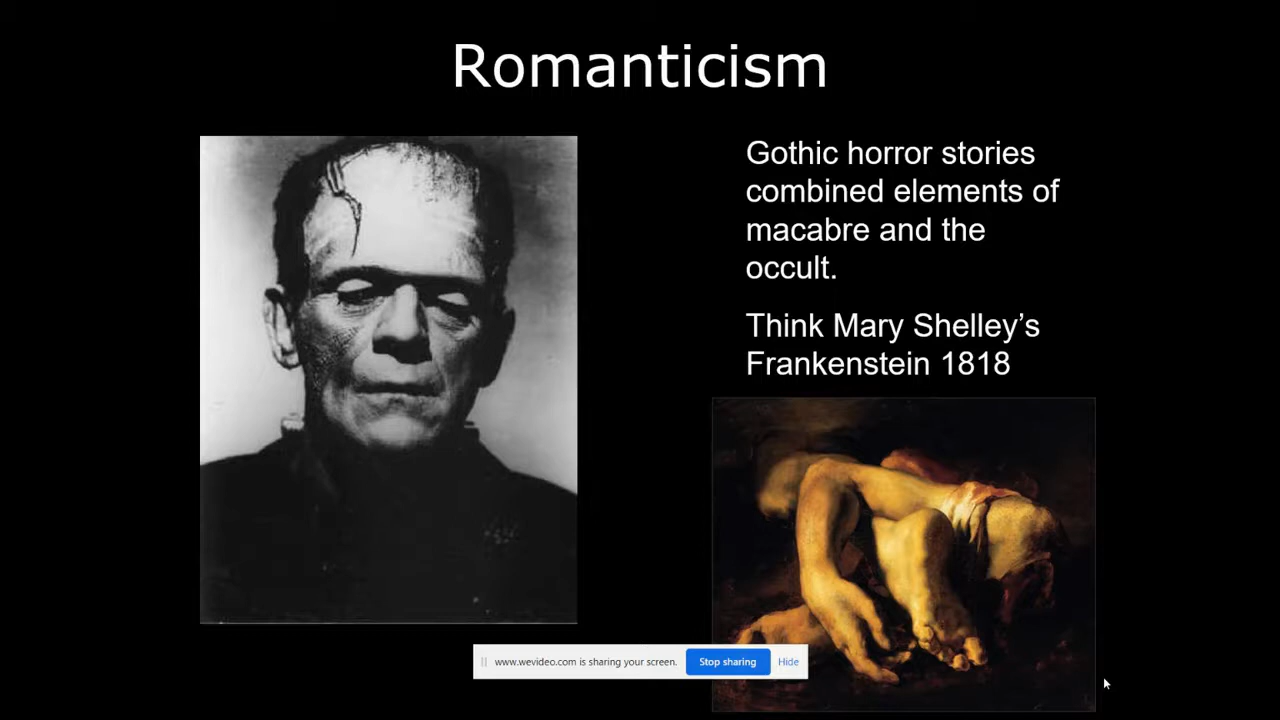 Romanticism
Gothic horror stories
combined elements of
macabre and the
occult.
Think Mary Shelley’s
Frankenstein 1818
www.wevideo.com is sharing your screen. Stop sharing Hide